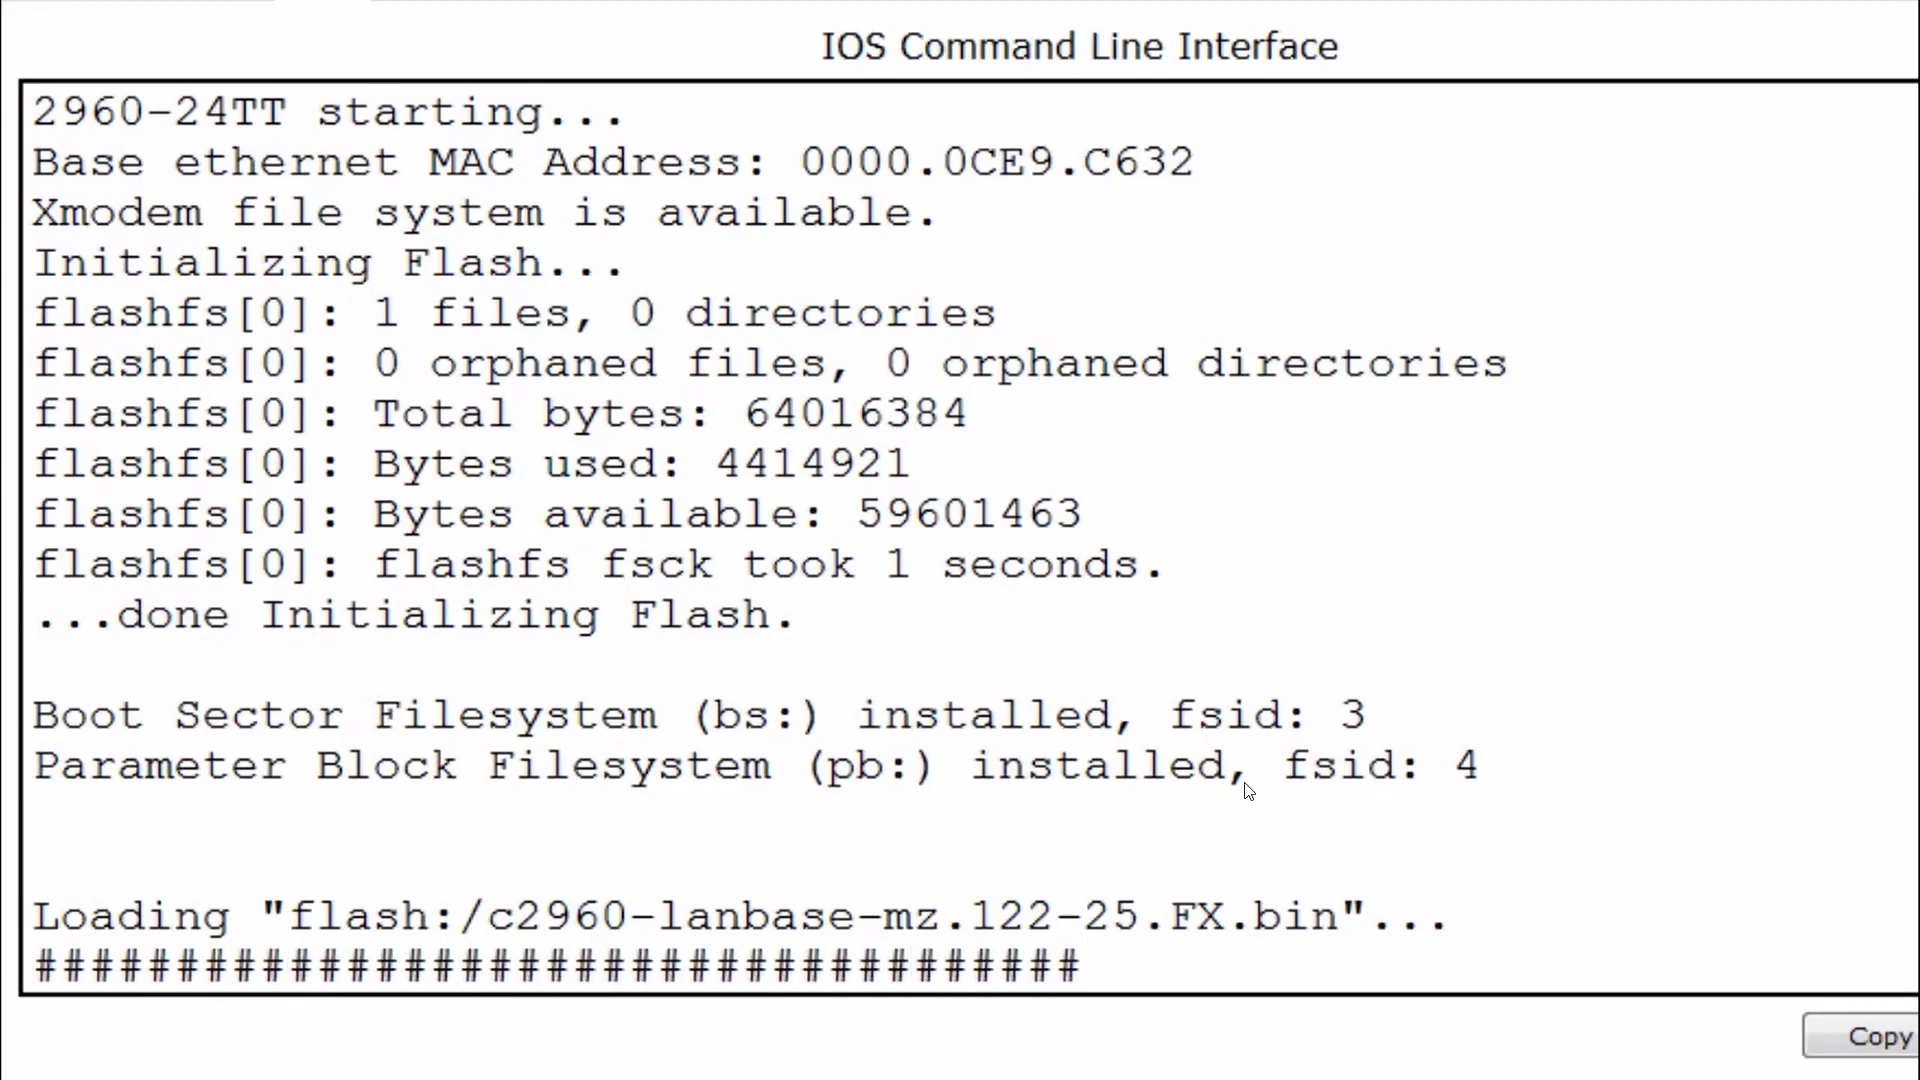 IOS Command Line Interface
2960-24TT starting...
Base ethernet MAC Address: 0000.0CE9.C632
Xmodem file system is available.
Initializing Flash...
flashfs[0]: 1 files, 0 directories
flashfs[0]: 0 orphaned files, 0 orphaned directories
flashfs[0]: Total bytes: 64016384
flashfs[0]: Bytes used: 4414921
flashfs[0]: Bytes available: 59601463
flashfs[0]: flashfs fsck took 1 seconds.
...done Initializing Flash.
Boot Sector Filesystem (bs:) installed, fsid: 3
Parameter Block Filesystem (pb:) installed, fsid: 4
Loading "flash:/c2960-lanbase-mz.122-25.FX.bin"...
#####################################
Copy